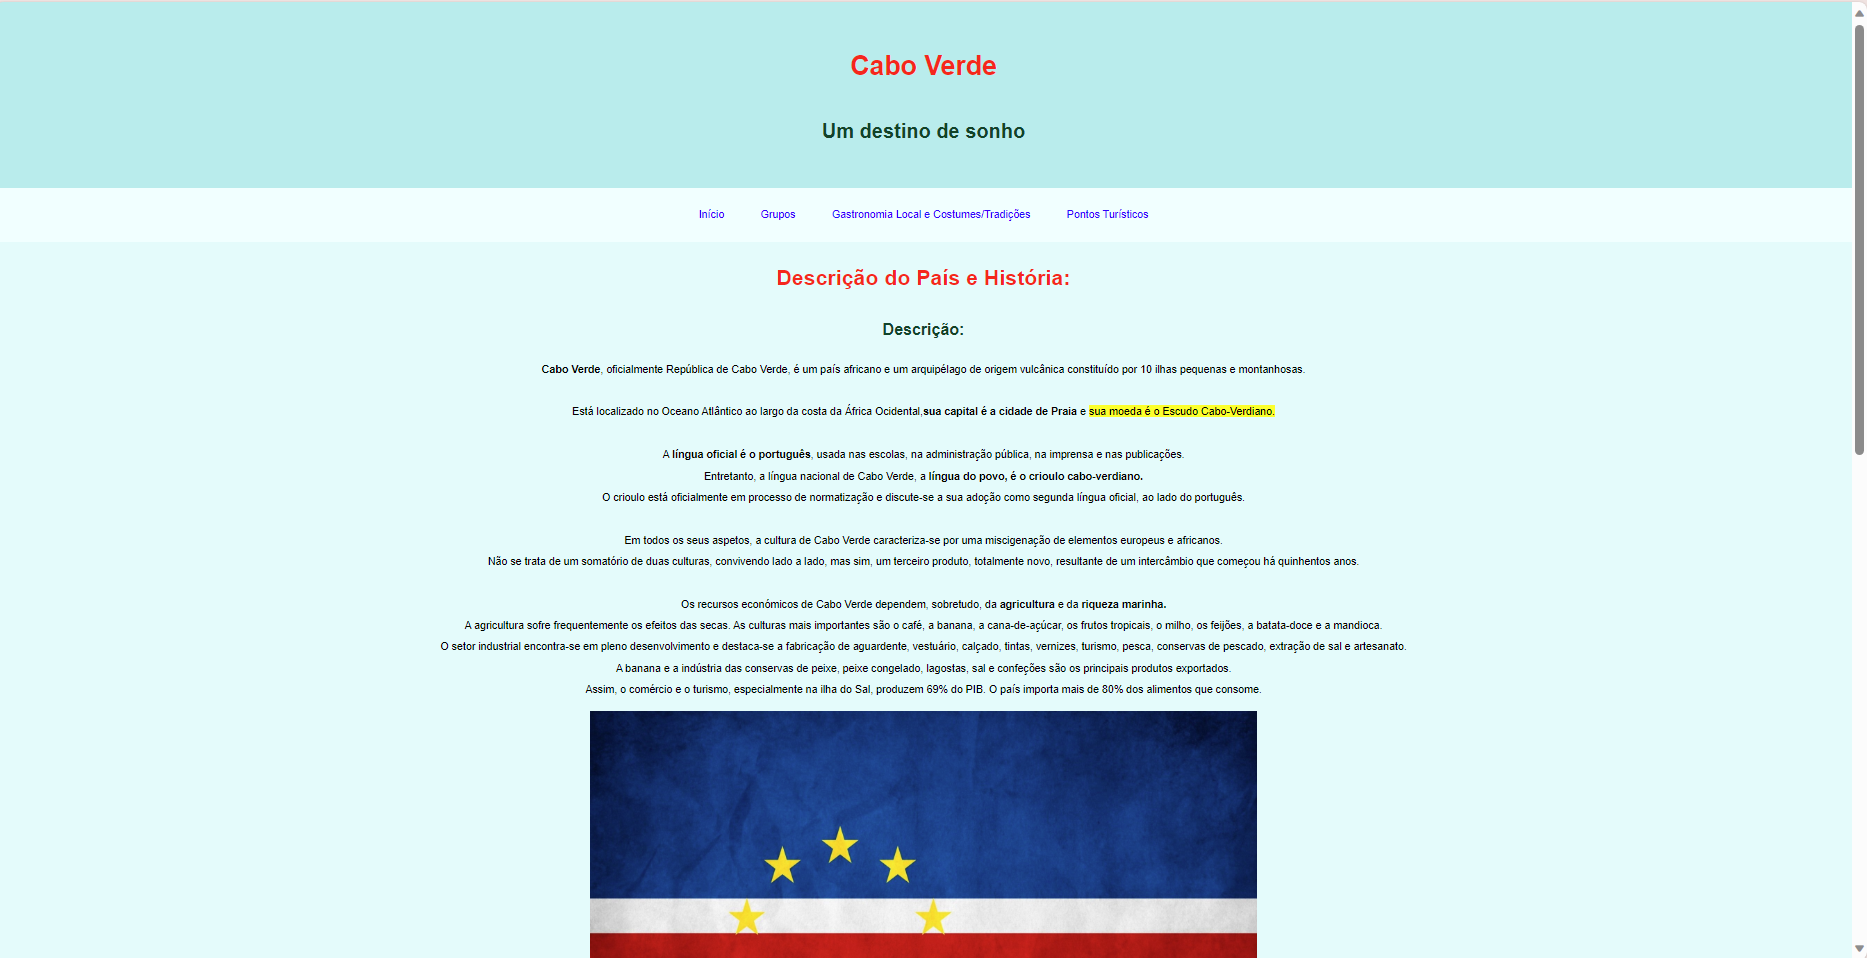 Cabo Verde
Um destino de sonho
Início Grupos Gastronomia Local e Costumes/Tradições Pontos Turísticos
Descrição do País e História:
Descrição:
Cabo Verde, oficialmente República de Cabo Verde, é um país africano e um arquipélago de origem vulcânica constituído por 10 ilhas pequenas e montanhosas.
Está localizado no Oceano Atlântico ao largo da costa da África Ocidental,sua capital é a cidade de Praia e sua moeda é o Escudo Cabo-Verdiano.
A língua oficial é o português, usada nas escolas, na administração pública, na imprensa e nas publicações.
Entretanto, a língua nacional de Cabo Verde, a língua do povo, é o crioulo cabo-verdiano.
O crioulo está oficialmente em processo de normatização e discute-se a sua adoção como segunda língua oficial, ao lado do português.
Em todos os seus aspetos, a cultura de Cabo Verde caracteriza-se por uma miscigenação de elementos europeus e africanos.
Não se trata de um somatório de duas culturas, convivendo lado a lado, mas sim, um terceiro produto, totalmente novo, resultante de um intercâmbio que começou há quinhentos anos.
Os recursos económicos de Cabo Verde dependem, sobretudo, da agricultura e da riqueza marinha.
A agricultura sofre frequentemente os efeitos das secas. As culturas mais importantes são o café, a banana, a cana-de-açúcar, os frutos tropicais, o milho, os feijões, a batata-doce e a mandioca.
O setor industrial encontra-se em pleno desenvolvimento e destaca-se a fabricação de aguardente, vestuário, calçado, tintas, vernizes, turismo, pesca, conservas de pescado, extração de sal e artesanato.
A banana e a indústria das conservas de peixe, peixe congelado, lagostas, sal e confeções são os principais produtos exportados.
Assim, o comércio e o turismo, especialmente na ilha do Sal, produzem 69% do PIB. O país importa mais de 80% dos alimentos que consome.